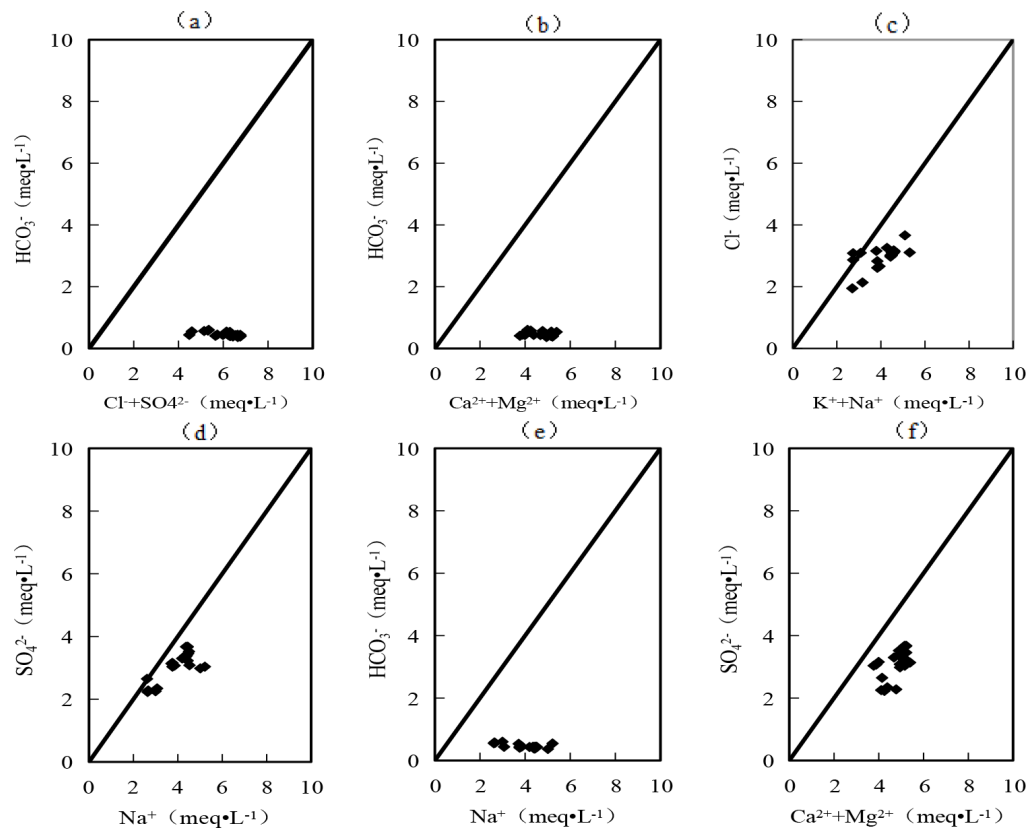 （a）
10
8
6
4
2
0
HCO₃⁻（meq•L⁻¹）
0 2 4 6 8 10
Cl⁻+SO4²⁻（meq•L⁻¹）
（b）
10
8
6
4
2
0
HCO₃⁻（meq•L⁻¹）
0 2 4 6 8 10
Ca²⁺+Mg²⁺（meq•L⁻¹）
（c）
10
8
6
4
2
0
Cl⁻（meq•L⁻¹）
0 2 4 6 8 10
K⁺+Na⁺（meq•L⁻¹）
（d）
10
8
6
4
2
0
SO₄²⁻（meq•L⁻¹）
0 2 4 6 8 10
Na⁺（meq•L⁻¹）
（e）
10
8
6
4
2
0
HCO₃⁻（meq•L⁻¹）
0 2 4 6 8 10
Na⁺（meq•L⁻¹）
（f）
10
8
6
4
2
0
SO₄²⁻（meq•L⁻¹）
0 2 4 6 8 10
Ca²⁺+Mg²⁺（meq•L⁻¹）